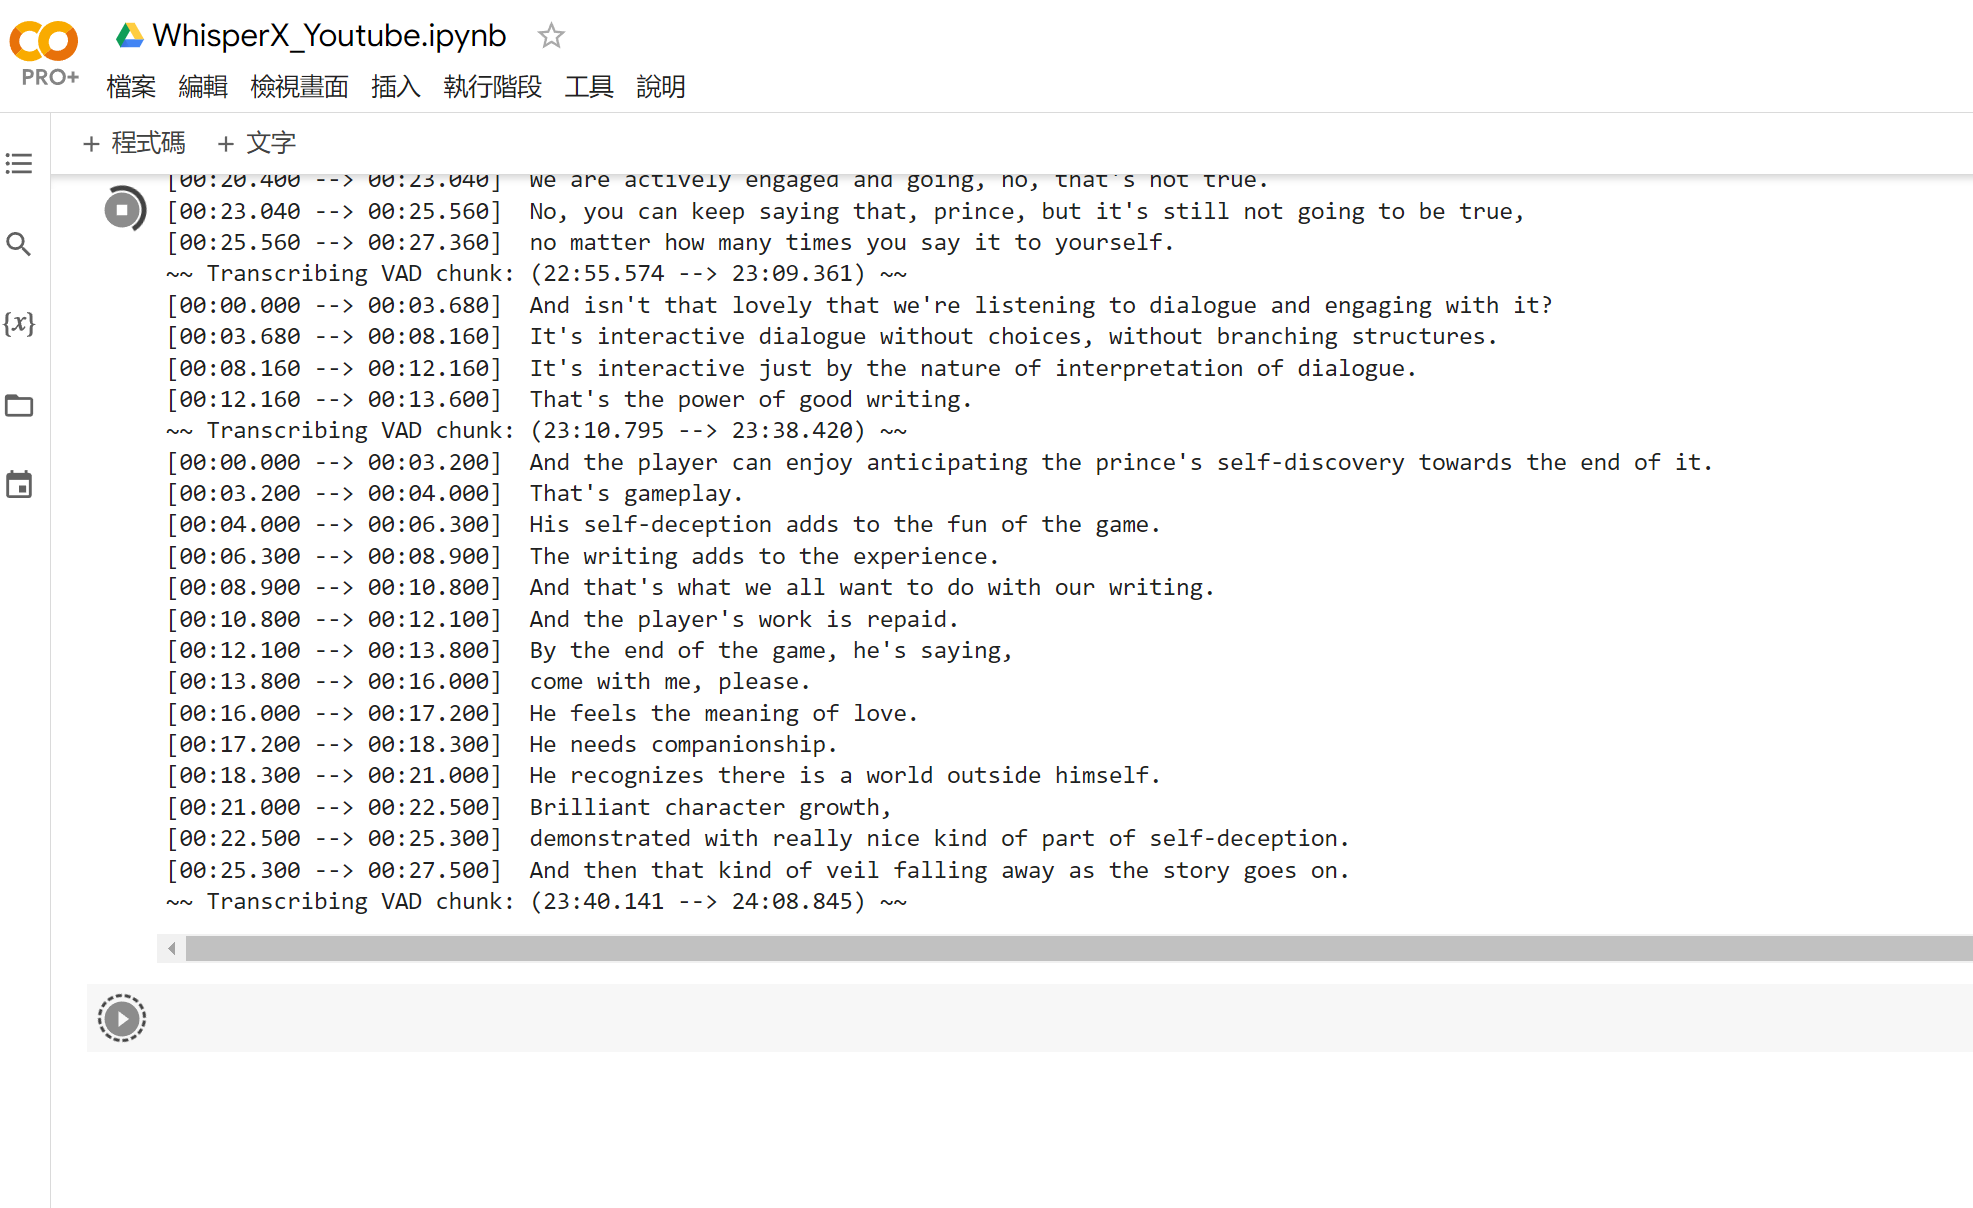 WhisperX_Youtube.ipynb
PRO+
檔案 編輯 檢視畫面 插入 執行階段 工具 說明
+ 程式碼 + 文字
{x}
[00:20.400 --> 00:23.040]  We are actively engaged and going, no, that's not true.
[00:23.040 --> 00:25.560]  No, you can keep saying that, prince, but it's still not going to be true,
[00:25.560 --> 00:27.360]  no matter how many times you say it to yourself.
~~ Transcribing VAD chunk: (22:55.574 --> 23:09.361) ~~
[00:00.000 --> 00:03.680]  And isn't that lovely that we're listening to dialogue and engaging with it?
[00:03.680 --> 00:08.160]  It's interactive dialogue without choices, without branching structures.
[00:08.160 --> 00:12.160]  It's interactive just by the nature of interpretation of dialogue.
[00:12.160 --> 00:13.600]  That's the power of good writing.
~~ Transcribing VAD chunk: (23:10.795 --> 23:38.420) ~~
[00:00.000 --> 00:03.200]  And the player can enjoy anticipating the prince's self-discovery towards the end of it.
[00:03.200 --> 00:04.000]  That's gameplay.
[00:04.000 --> 00:06.300]  His self-deception adds to the fun of the game.
[00:06.300 --> 00:08.900]  The writing adds to the experience.
[00:08.900 --> 00:10.800]  And that's what we all want to do with our writing.
[00:10.800 --> 00:12.100]  And the player's work is repaid.
[00:12.100 --> 00:13.800]  By the end of the game, he's saying,
[00:13.800 --> 00:16.000]  come with me, please.
[00:16.000 --> 00:17.200]  He feels the meaning of love.
[00:17.200 --> 00:18.300]  He needs companionship.
[00:18.300 --> 00:21.000]  He recognizes there is a world outside himself.
[00:21.000 --> 00:22.500]  Brilliant character growth,
[00:22.500 --> 00:25.300]  demonstrated with really nice kind of part of self-deception.
[00:25.300 --> 00:27.500]  And then that kind of veil falling away as the story goes on.
~~ Transcribing VAD chunk: (23:40.141 --> 24:08.845) ~~